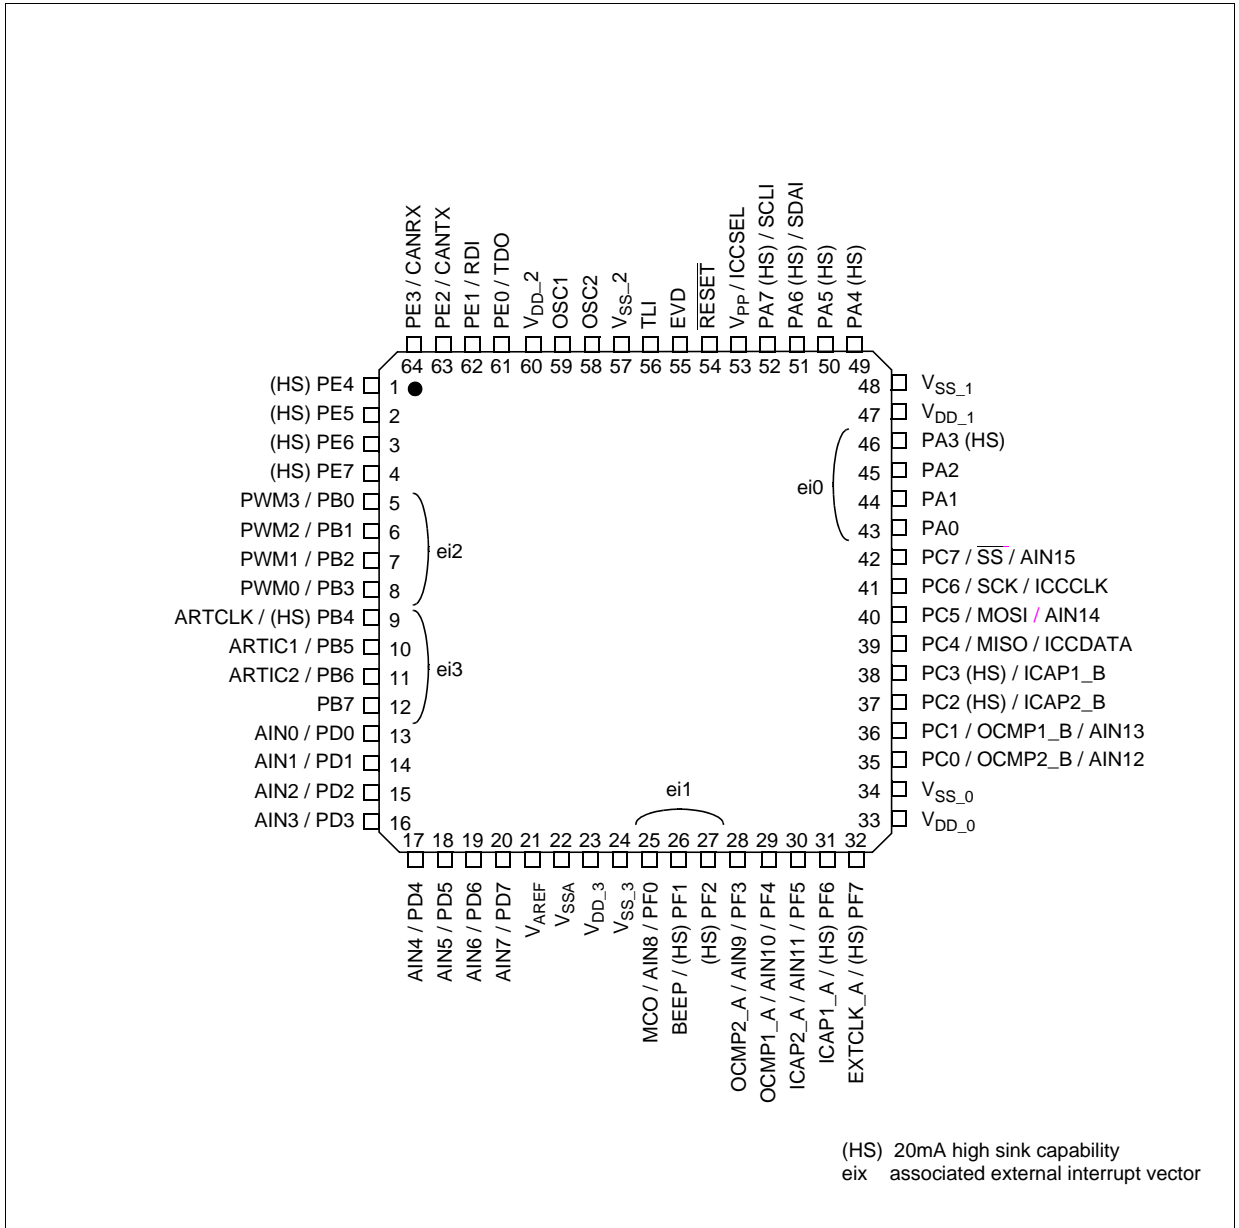 PE3 / CANRX
PE2 / CANTX
PE1 / RDI
PE0 / TDO
VDD_2
OSC1
OSC2
VSS_2
TLI
EVD
RESET
VPP / ICCSEL
PA7 (HS) / SCLI
PA6 (HS) / SDAI
PA5 (HS)
PA4 (HS)
64 63 62 61 60 59 58 57 56 55 54 53 52 51 50 49
(HS) PE4 1
(HS) PE5 2
(HS) PE6 3
(HS) PE7 4
PWM3 / PB0 5
PWM2 / PB1 6
PWM1 / PB2 7
PWM0 / PB3 8
ei2
ARTCLK / (HS) PB4 9
ARTIC1 / PB5 10
ARTIC2 / PB6 11
PB7 12
ei3
AIN0 / PD0 13
AIN1 / PD1 14
AIN2 / PD2 15
AIN3 / PD3 16
48 VSS_1
47 VDD_1
46 PA3 (HS)
45 PA2
44 PA1
43 PA0
ei0
42 PC7 / SS / AIN15
41 PC6 / SCK / ICCCLK
40 PC5 / MOSI / AIN14
39 PC4 / MISO / ICCDATA
38 PC3 (HS) / ICAP1_B
37 PC2 (HS) / ICAP2_B
36 PC1 / OCMP1_B / AIN13
35 PC0 / OCMP2_B / AIN12
34 VSS_0
33 VDD_0
ei1
17 18 19 20 21 22 23 24 25 26 27 28 29 30 31 32
AIN4 / PD4
AIN5 / PD5
AIN6 / PD6
AIN7 / PD7
VAREF
VSSA
VDD_3
VSS_3
MCO / AIN8 / PF0
BEEP / (HS) PF1
(HS) PF2
OCMP2_A / AIN9 / PF3
OCMP1_A / AIN10 / PF4
ICAP2_A / AIN11 / PF5
ICAP1_A / (HS) PF6
EXTCLK_A / (HS) PF7
(HS) 20mA high sink capability
eix associated external interrupt vector